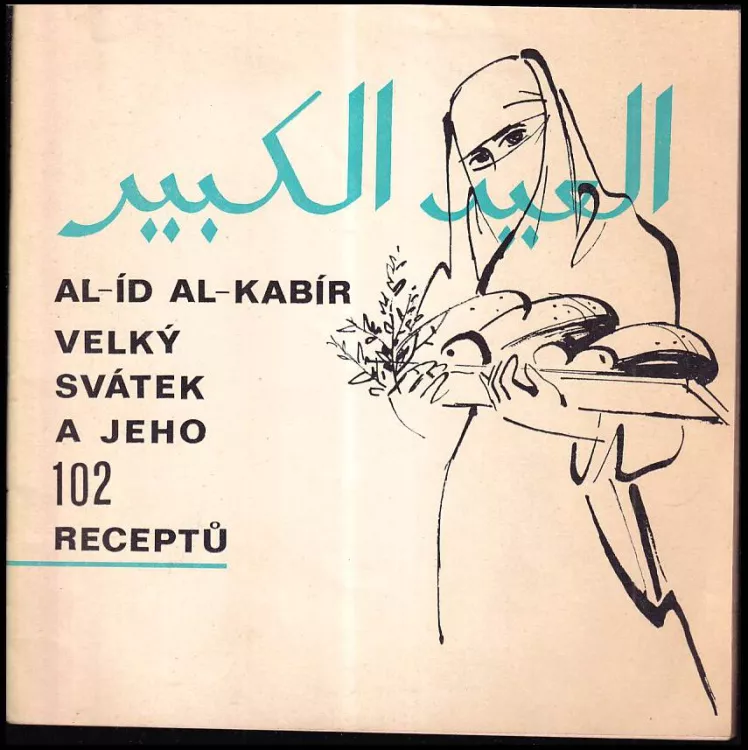 العيد الكبير
AL-ÍD AL-KABÍR
VELKÝ
SVÁTEK
A JEHO
102
RECEPTŮ